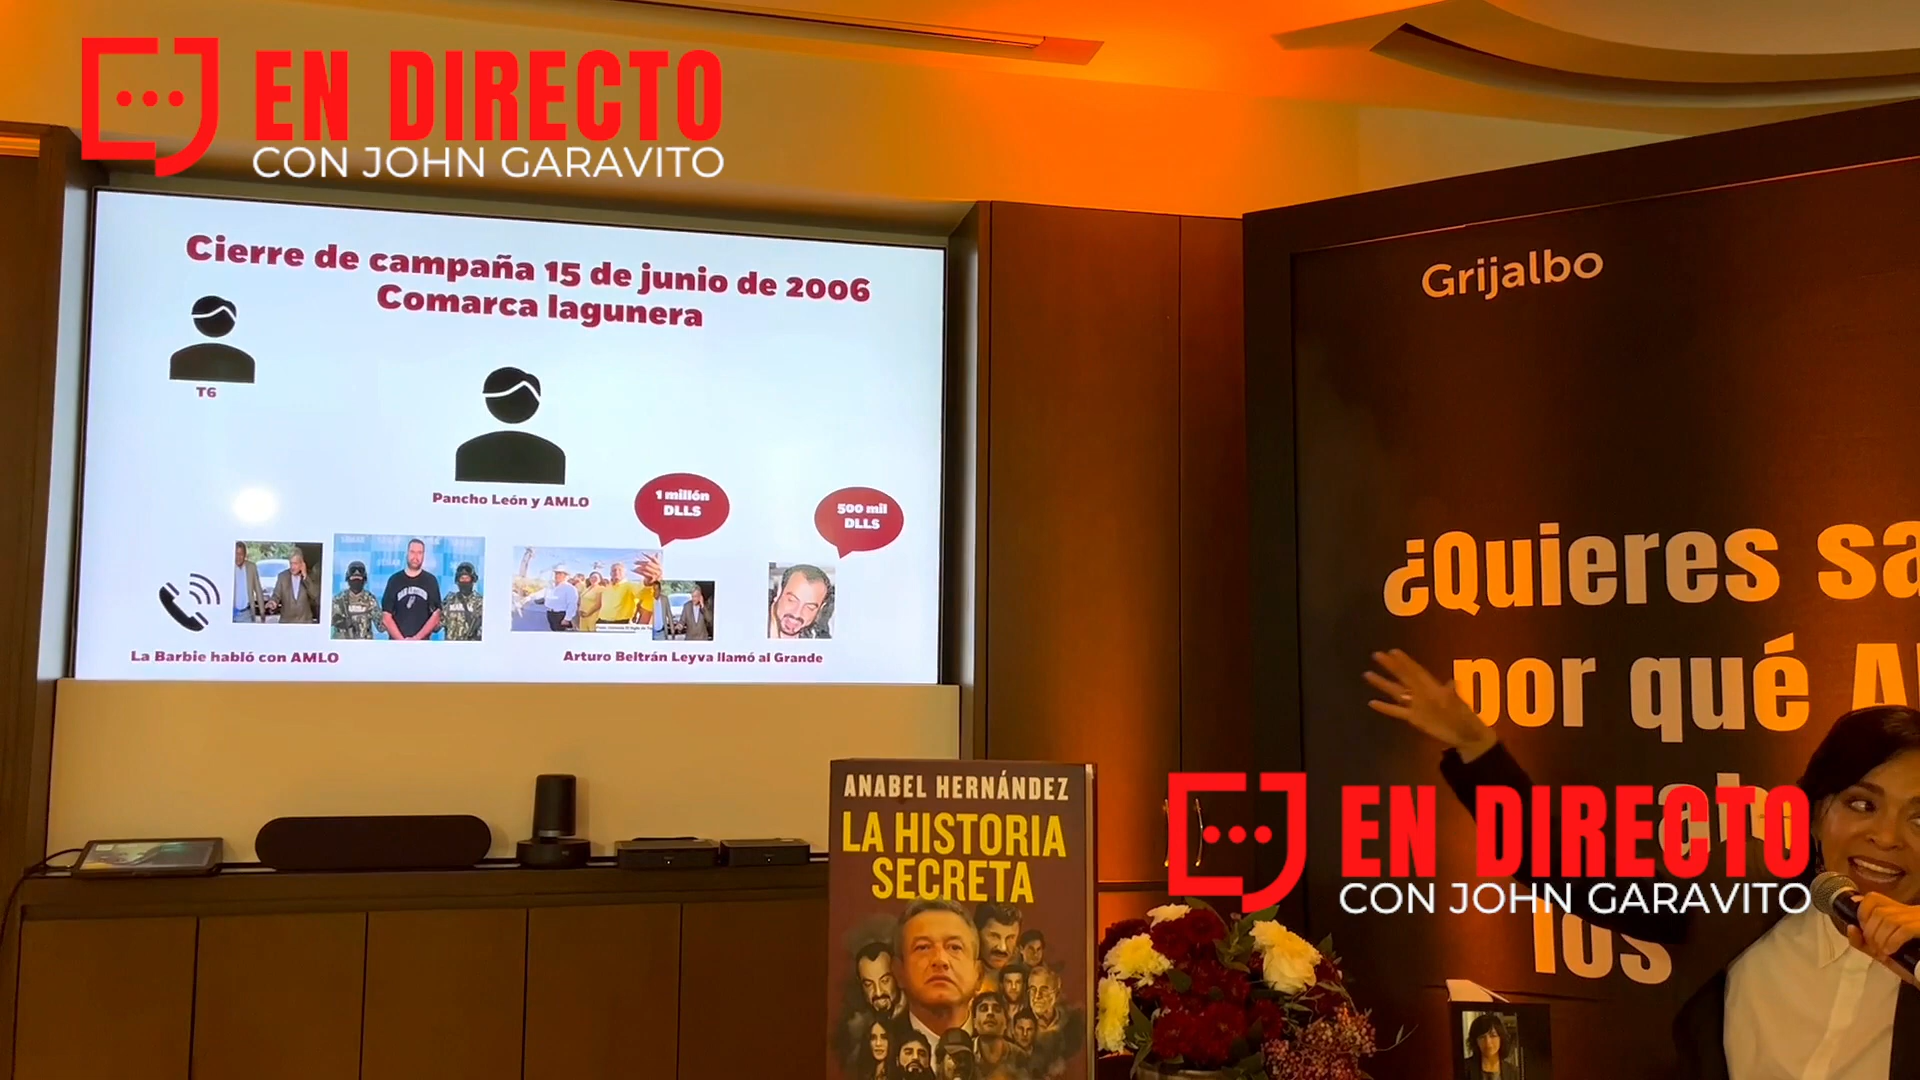 EN DIRECTO
CON JOHN GARAVITO
Cierre de campaña 15 de junio de 2006
Comarca lagunera
T6
Pancho León y AMLO
1 millón
DLLS
500 mil
DLLS
La Barbie habló con AMLO
Arturo Beltrán Leyva llamó al Grande
Grijalbo
¿Quieres sa
por qué A
los
ANABEL HERNÁNDEZ
LA HISTORIA
SECRETA
EN DIRECTO
CON JOHN GARAVITO